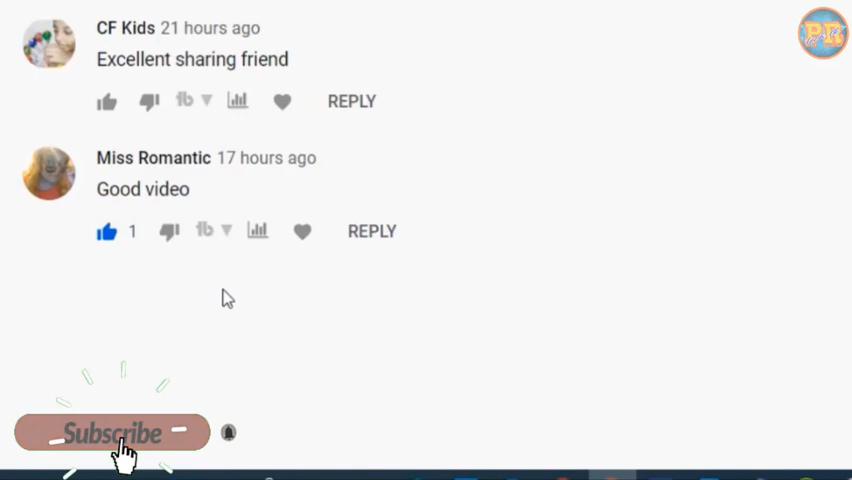 CF Kids 21 hours ago
Excellent sharing friend
REPLY
Miss Romantic 17 hours ago
Good video
1
REPLY
Subscribe
PR